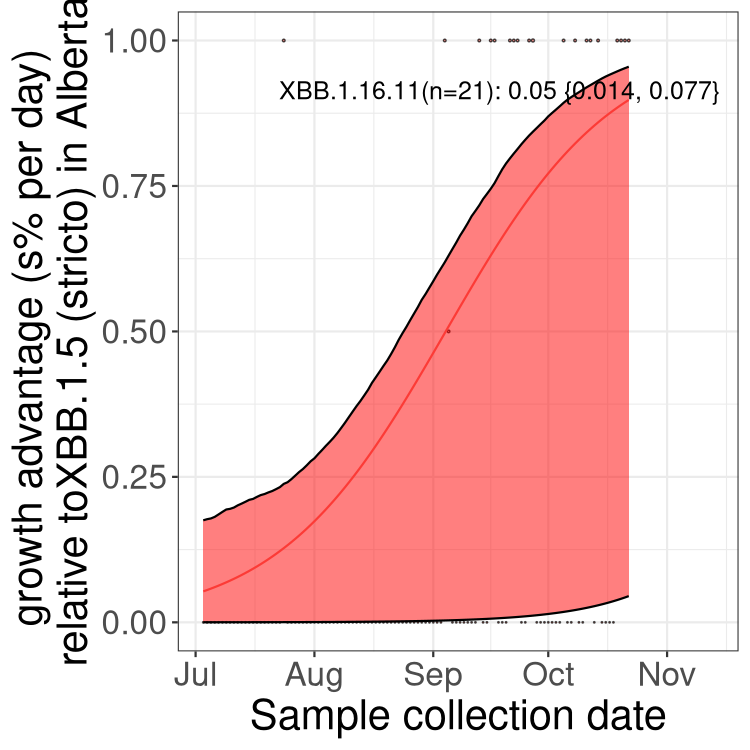 growth advantage (s% per day)
relative toXBB.1.5 (stricto) in Alberta
1.00
0.75
0.50
0.25
0.00
XBB.1.16.11(n=21): 0.05 {0.014, 0.077}
Jul Aug Sep Oct Nov
Sample collection date